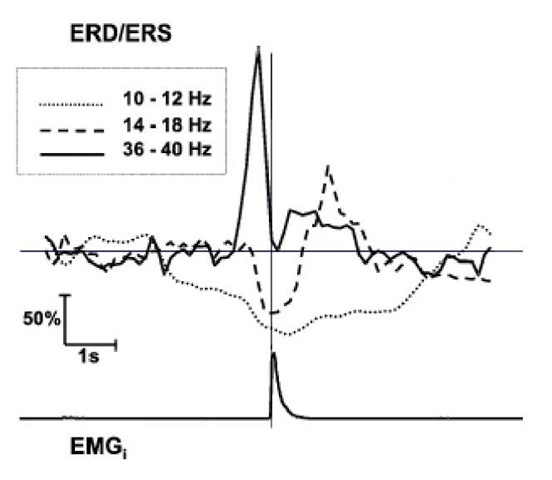 ERD/ERS
10 - 12 Hz
14 - 18 Hz
36 - 40 Hz
50%
1s
EMGi